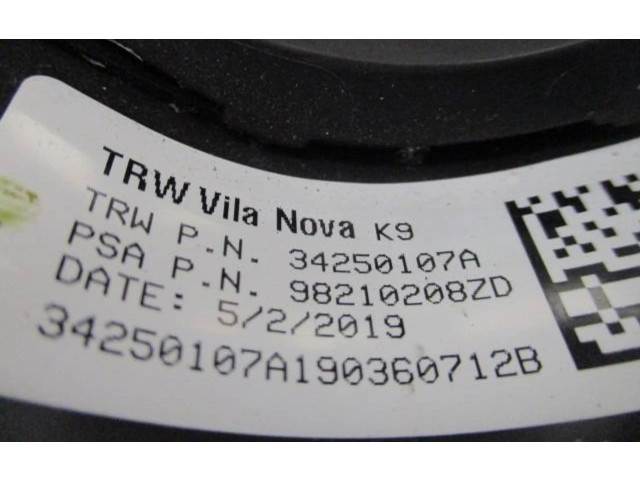 TRW Vila Nova K9
TRW P.N. 34250107A
PSA P.N. 98210208ZD
DATE: 5/2/2019
34250107A190360712B